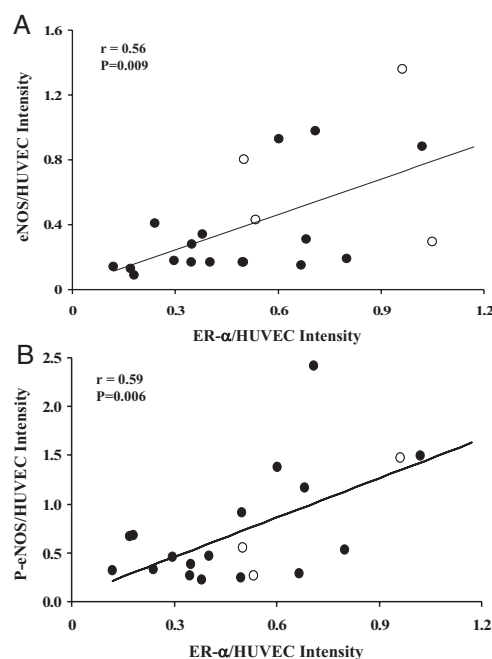 A
1.6
r = 0.56
P=0.009
1.2
0.8
0.4
0
eNOS/HUVEC Intensity
0 0.3 0.6 0.9 1.2
ER-α/HUVEC Intensity
B
2.5
r = 0.59
P=0.006
2.0
1.5
1.0
0.5
0.0
P-eNOS/HUVEC Intensity
0 0.3 0.6 0.9 1.2
ER-α/HUVEC Intensity